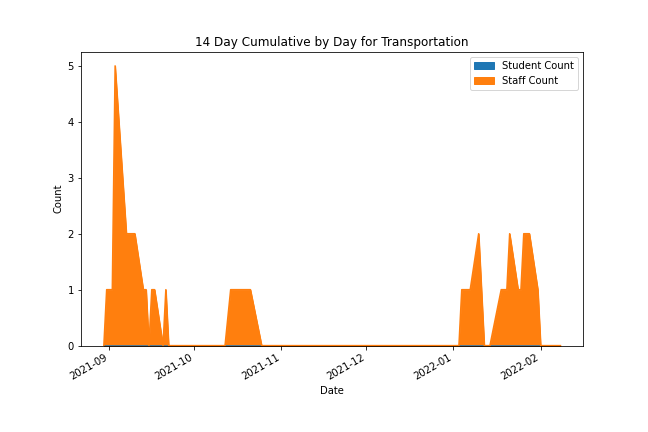 14 Day Cumulative by Day for Transportation
Student Count
Staff Count
Count
5
4
3
2
1
0
2021-09
2021-10
2021-11
2021-12
2022-01
2022-02
Date